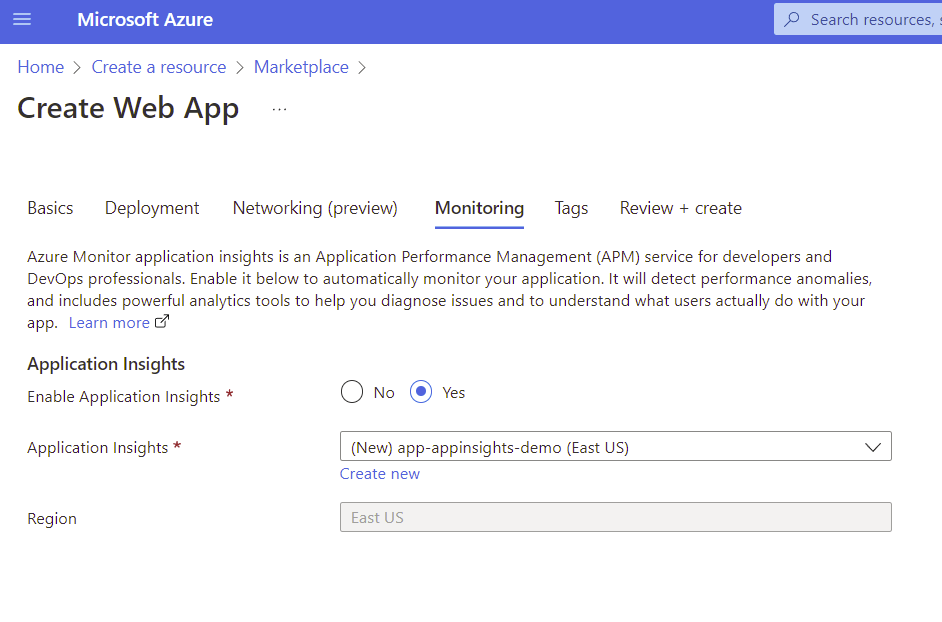 Microsoft Azure
Search resources,
Home > Create a resource > Marketplace >
Create Web App ...
Basics Deployment Networking (preview) Monitoring Tags Review + create
Azure Monitor application insights is an Application Performance Management (APM) service for developers and
DevOps professionals. Enable it below to automatically monitor your application. It will detect performance anomalies,
and includes powerful analytics tools to help you diagnose issues and to understand what users actually do with your
app. Learn more
Application Insights
Enable Application Insights * No Yes
Application Insights * (New) app-appinsights-demo (East US)
Create new
Region East US